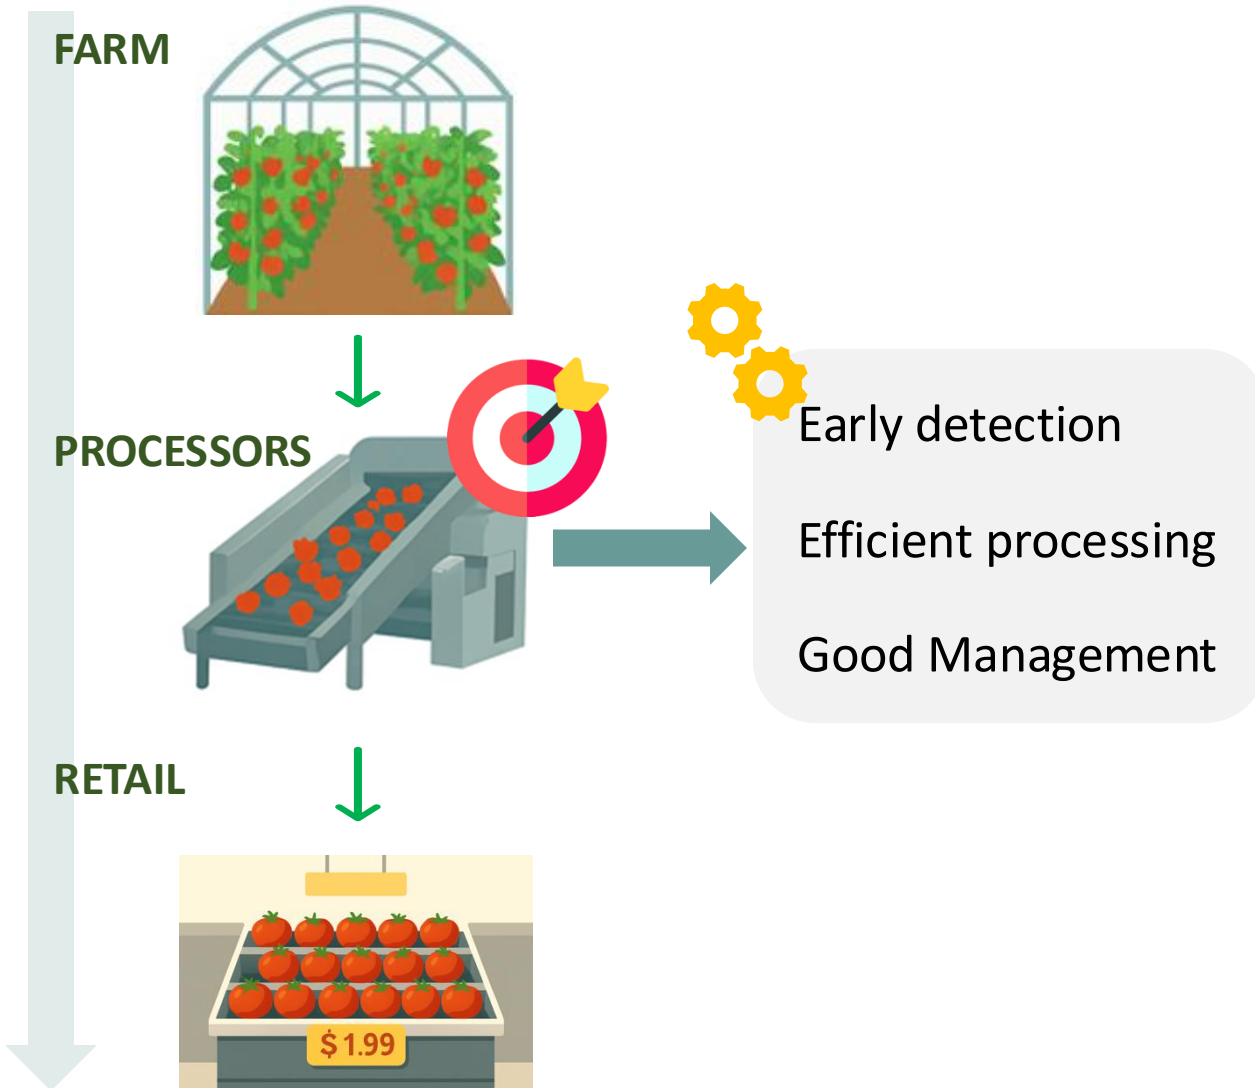 FARM
PROCESSORS
Early detection
Efficient processing
Good Management
RETAIL
$1.99